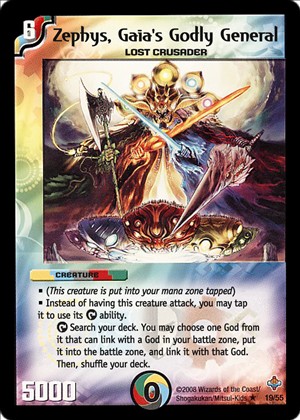 6 Zephys, Gaia's Godly General
LOST CRUSADER
CREATURE
▪ (This creature is put into your mana zone tapped)
▪ Instead of having this creature attack, you may tap
it to use its ability.
Search your deck. You may choose one God
from it that can link with a God in your battle zone, put
it into the battle zone, and link it with that God.
Then, shuffle your deck.
5000
0
©2008 Wizards of the Coast/
Shogakukan/Mitsui-Kids ★ 19/55